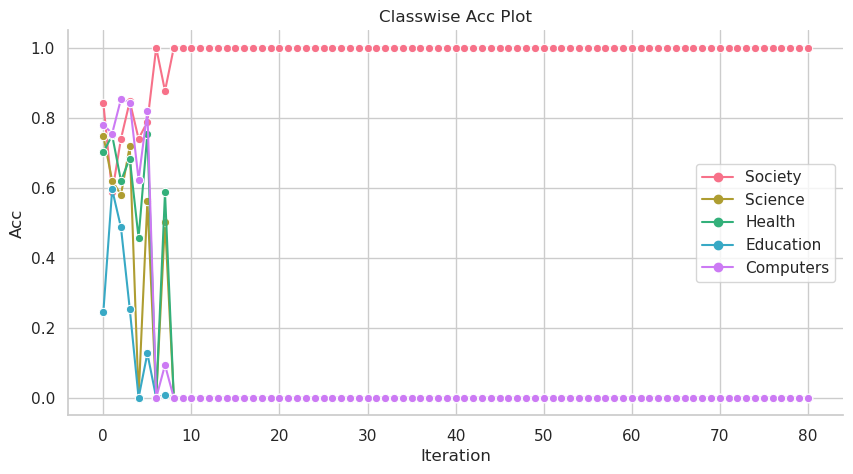 Classwise Acc Plot
1.0
0.8
0.6
0.4
0.2
0.0
Acc
Society
Science
Health
Education
Computers
0 10 20 30 40 50 60 70 80
Iteration